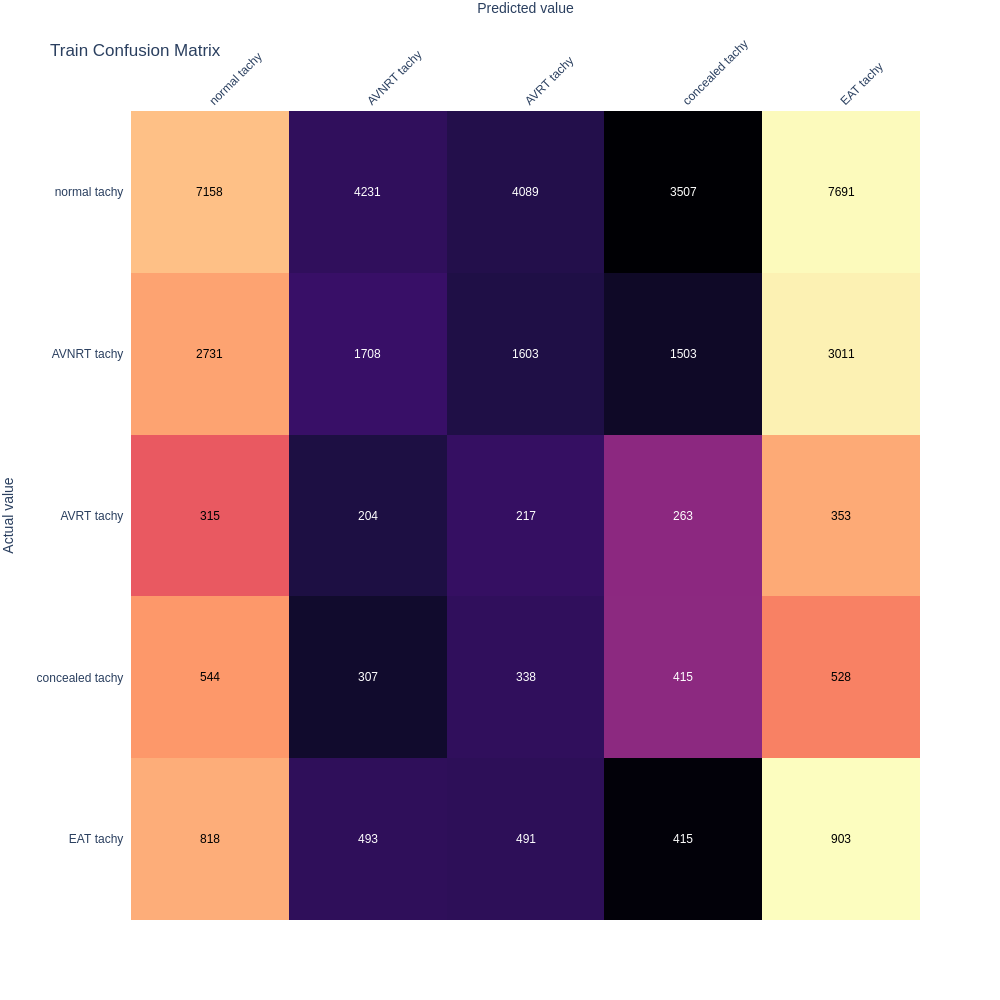 Predicted value
Train Confusion Matrix
normal tachy
AVNRT tachy
AVRT tachy
concealed tachy
EAT tachy
normal tachy 7158 4231 4089 3507 7691
AVNRT tachy 2731 1708 1603 1503 3011
Actual value
AVRT tachy 315 204 217 263 353
concealed tachy 544 307 338 415 528
EAT tachy 818 493 491 415 903